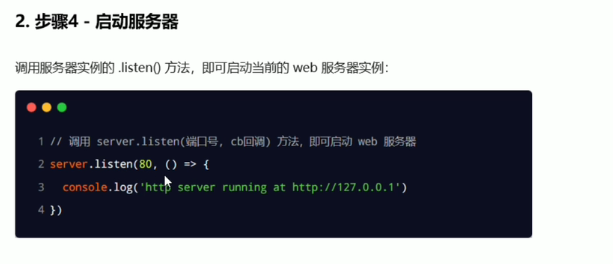 2. 步骤4 - 启动服务器
调用服务器实例的 .listen() 方法，即可启动当前的 web 服务器实例：
1 // 调用 server.listen(端口号, cb回调) 方法，即可启动 web 服务器
2 server.listen(80, () => {
3   console.log('http server running at http://127.0.0.1')
4 })